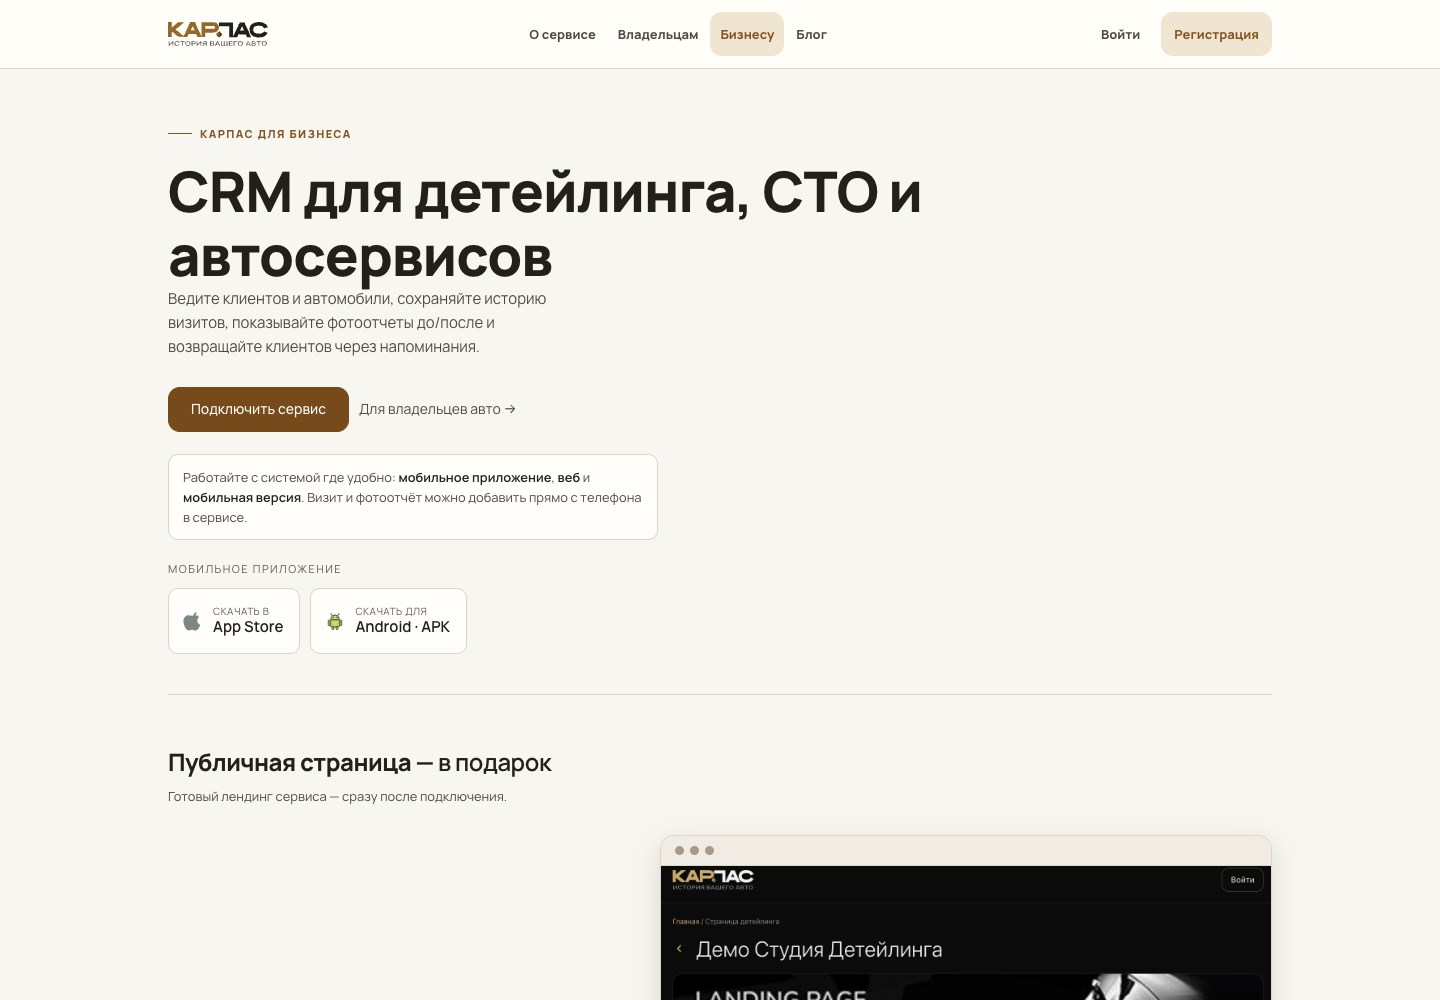 КАРПАС
ИСТОРИЯ ВАШЕГО АВТО
О сервисе
Владельцам
Бизнесу
Блог
Войти
Регистрация
КАРПАС ДЛЯ БИЗНЕСА
CRM для детейлинга, СТО и
автосервисов
Ведите клиентов и автомобили, сохраняйте историю
визитов, показывайте фотоотчеты до/после и
возвращайте клиентов через напоминания.
Подключить сервис
Для владельцев авто →
Работайте с системой где удобно: мобильное приложение, веб и
мобильная версия. Визит и фотоотчёт можно добавить прямо с телефона
в сервисе.
МОБИЛЬНОЕ ПРИЛОЖЕНИЕ
СКАЧАТЬ В
App Store
СКАЧАТЬ ДЛЯ
Android · APK
Публичная страница — в подарок
Готовый лендинг сервиса — сразу после подключения.
КАРПАС
ИСТОРИЯ ВАШЕГО АВТО
Войти
Главная / Страница детейлинга
Демо Студия Детейлинга
LANDING PAGE